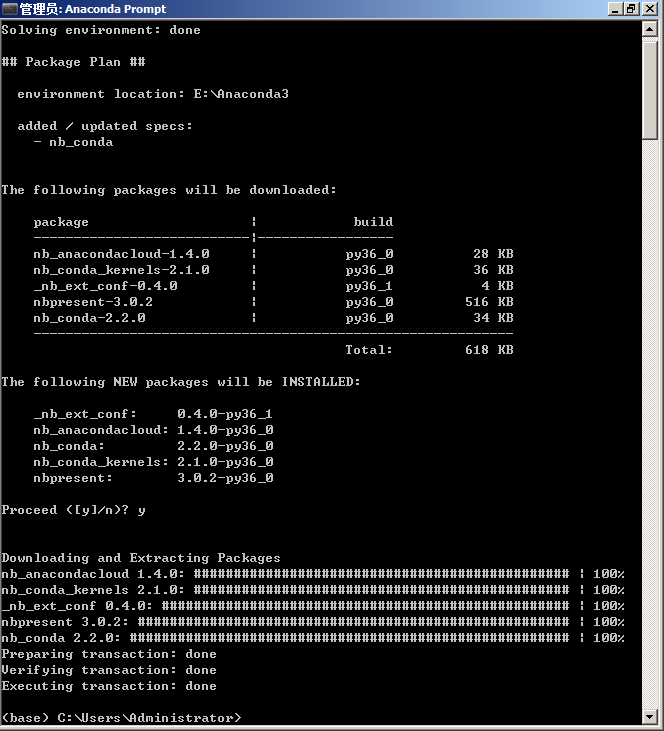 管理员: Anaconda Prompt
Solving environment: done
## Package Plan ##
environment location: E:\Anaconda3
added / updated specs:
- nb_conda
The following packages will be downloaded:
package | build
---------------------------|-----------------
nb_anacondacloud-1.4.0 | py36_0 28 KB
nb_conda_kernels-2.1.0 | py36_0 36 KB
_nb_ext_conf-0.4.0 | py36_1 4 KB
nbpresent-3.0.2 | py36_0 516 KB
nb_conda-2.2.0 | py36_0 34 KB
------------------------------------------------------------
Total: 618 KB
The following NEW packages will be INSTALLED:
_nb_ext_conf: 0.4.0-py36_1
nb_anacondacloud: 1.4.0-py36_0
nb_conda: 2.2.0-py36_0
nb_conda_kernels: 2.1.0-py36_0
nbpresent: 3.0.2-py36_0
Proceed ([y]/n)? y
Downloading and Extracting Packages
nb_anacondacloud 1.4.0: ############################################### | 100%
nb_conda_kernels 2.1.0: ############################################### | 100%
_nb_ext_conf 0.4.0: ################################################### | 100%
nbpresent 3.0.2: ###################################################### | 100%
nb_conda 2.2.0: ####################################################### | 100%
Preparing transaction: done
Verifying transaction: done
Executing transaction: done
(base) C:\Users\Administrator>